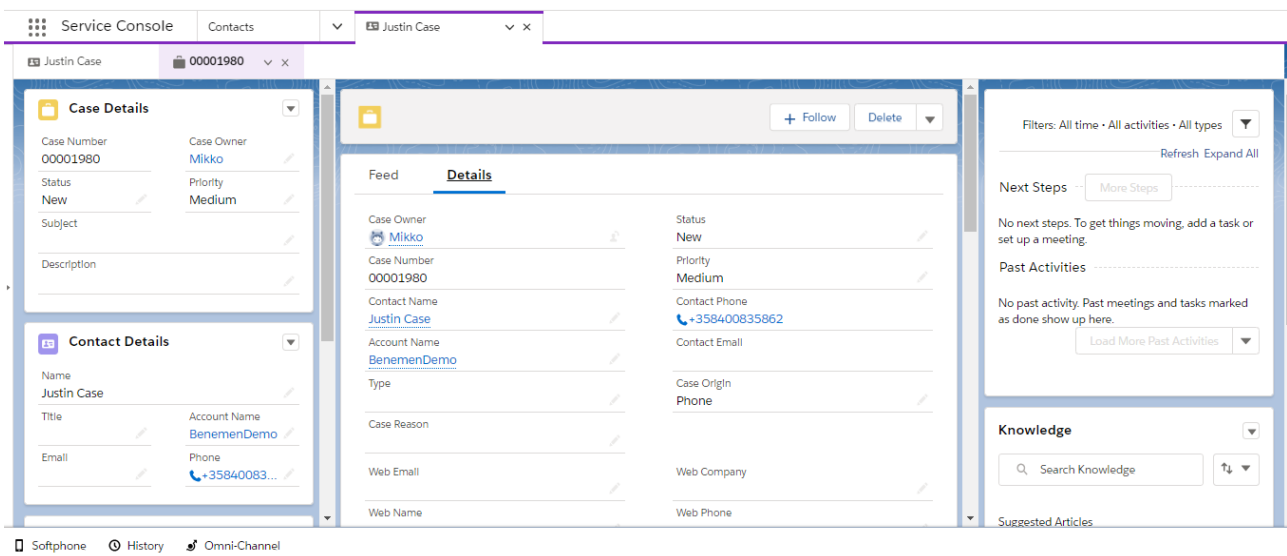 Service Console
Contacts
Justin Case
Justin Case
00001980
Case Details
Case Number
Case Owner
00001980
Mikko
Status
Priority
New
Medium
Subject
Description
Contact Details
Name
Justin Case
Title
Account Name
BenemenDemo
Email
Phone
+35840083...
+ Follow
Delete
Feed
Details
Case Owner
Status
Mikko
New
Case Number
Priority
00001980
Medium
Contact Name
Contact Phone
Justin Case
+358400835862
Account Name
Contact Email
BenemenDemo
Type
Case Origin
Phone
Case Reason
Web Email
Web Company
Web Name
Web Phone
Filters: All time • All activities • All types
Refresh Expand All
Next Steps
More Steps
No next steps. To get things moving, add a task or
set up a meeting.
Past Activities
No past activity. Past meetings and tasks marked
as done show up here.
Load More Past Activities
Knowledge
Search Knowledge
Suggested Articles
Softphone
History
Omni-Channel